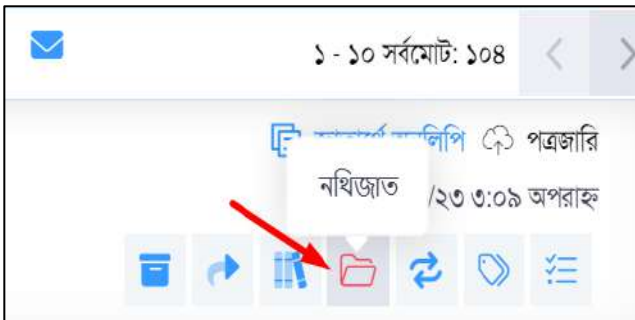 ১ - ১০ সর্বমোট: ১০৪
লিপি পত্রজারি
নথিজাত
/২৩ ৩:০৯ অপরাহ্ন